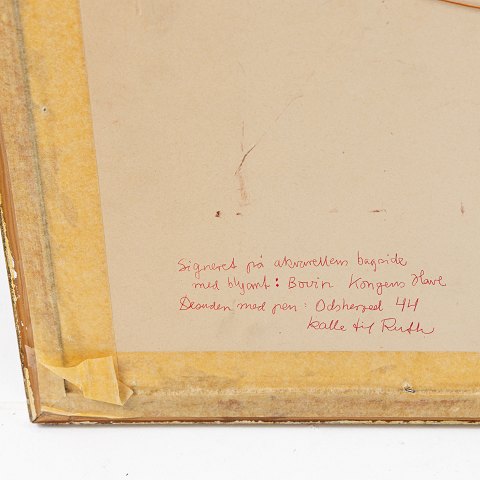 Signeret på akvarellens bagside
med blyant: Bovin Kongens Have
Desuden med pen: Odsherred 44
Kalle til Ruth